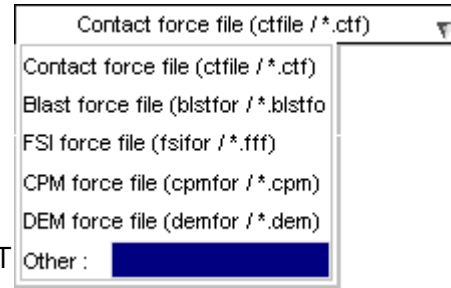 Contact force file (ctfile / *.ctf)
Contact force file (ctfile / *.ctf)
Blast force file (blstfor / *.blstfo
FSI force file (fsifor / *.fff)
CPM force file (cpmfor / *.cpm)
DEM force file (demfor / *.dem)
T Other :